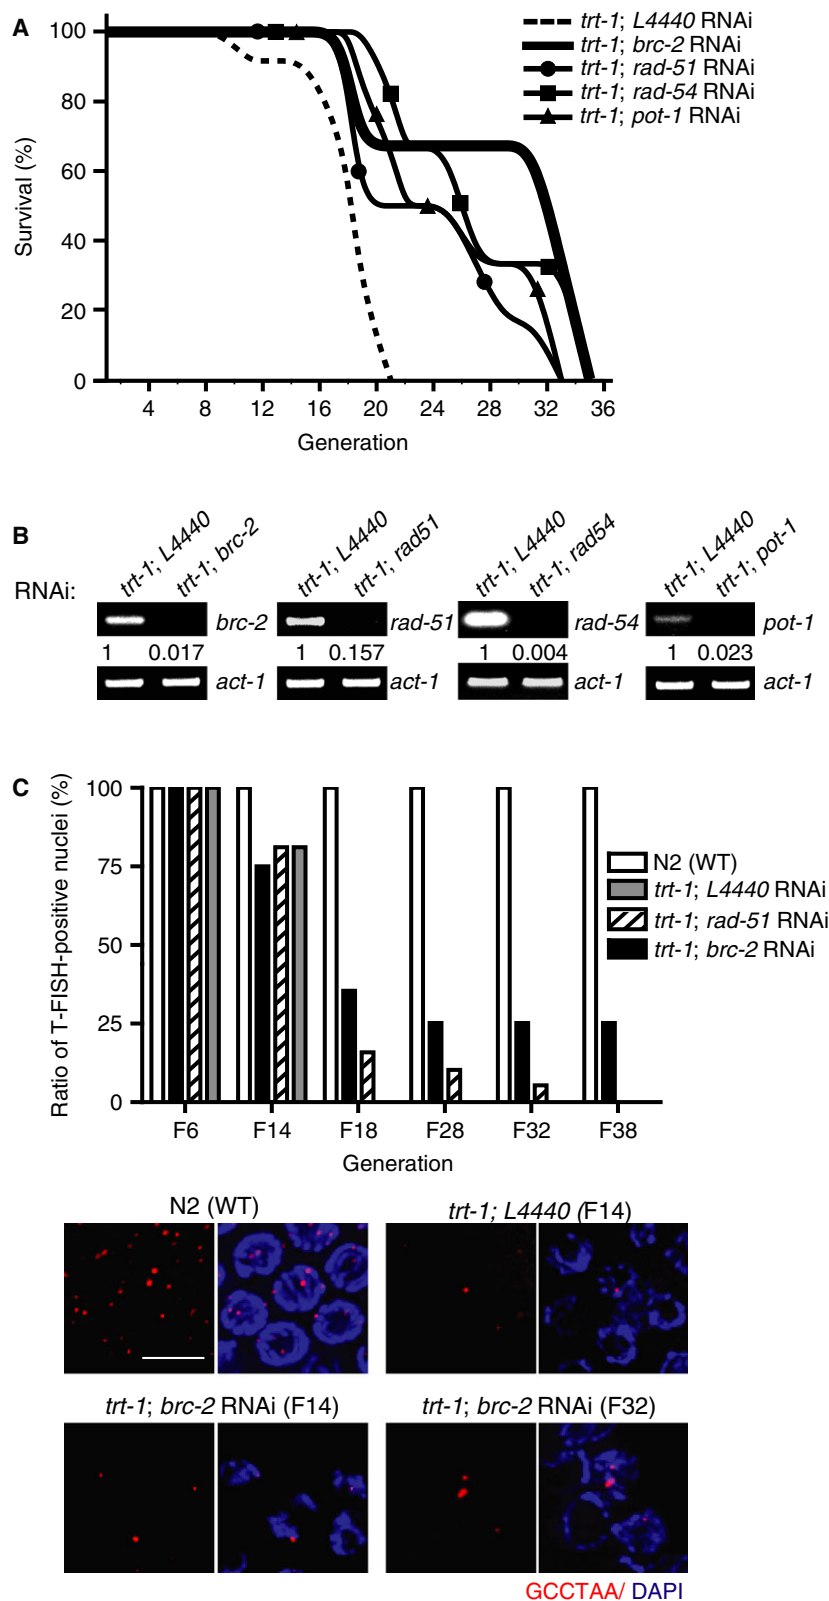 A
100
80
60
40
20
0
Survival (%)
4 8 12 16 20 24 28 32 36
Generation
trt-1; L4440 RNAi
trt-1; brc-2 RNAi
trt-1; rad-51 RNAi
trt-1; rad-54 RNAi
trt-1; pot-1 RNAi
B
RNAi:
trt-1; L4440
trt-1; brc-2
trt-1; L4440
trt-1; rad51
trt-1; L4440
trt-1; rad54
trt-1; L4440
trt-1; pot-1
brc-2 rad-51 rad-54 pot-1
1 0.017 1 0.157 1 0.004 1 0.023
act-1 act-1 act-1 act-1
C
Ratio of T-FISH-positive nuclei (%)
100
75
50
25
0
F6 F14 F18 F28 F32 F38
Generation
N2 (WT)
trt-1; L4440 RNAi
trt-1; rad-51 RNAi
trt-1; brc-2 RNAi
N2 (WT)
trt-1; L4440 (F14)
trt-1; brc-2 RNAi (F14)
trt-1; brc-2 RNAi (F32)
GCCTAA/ DAPI